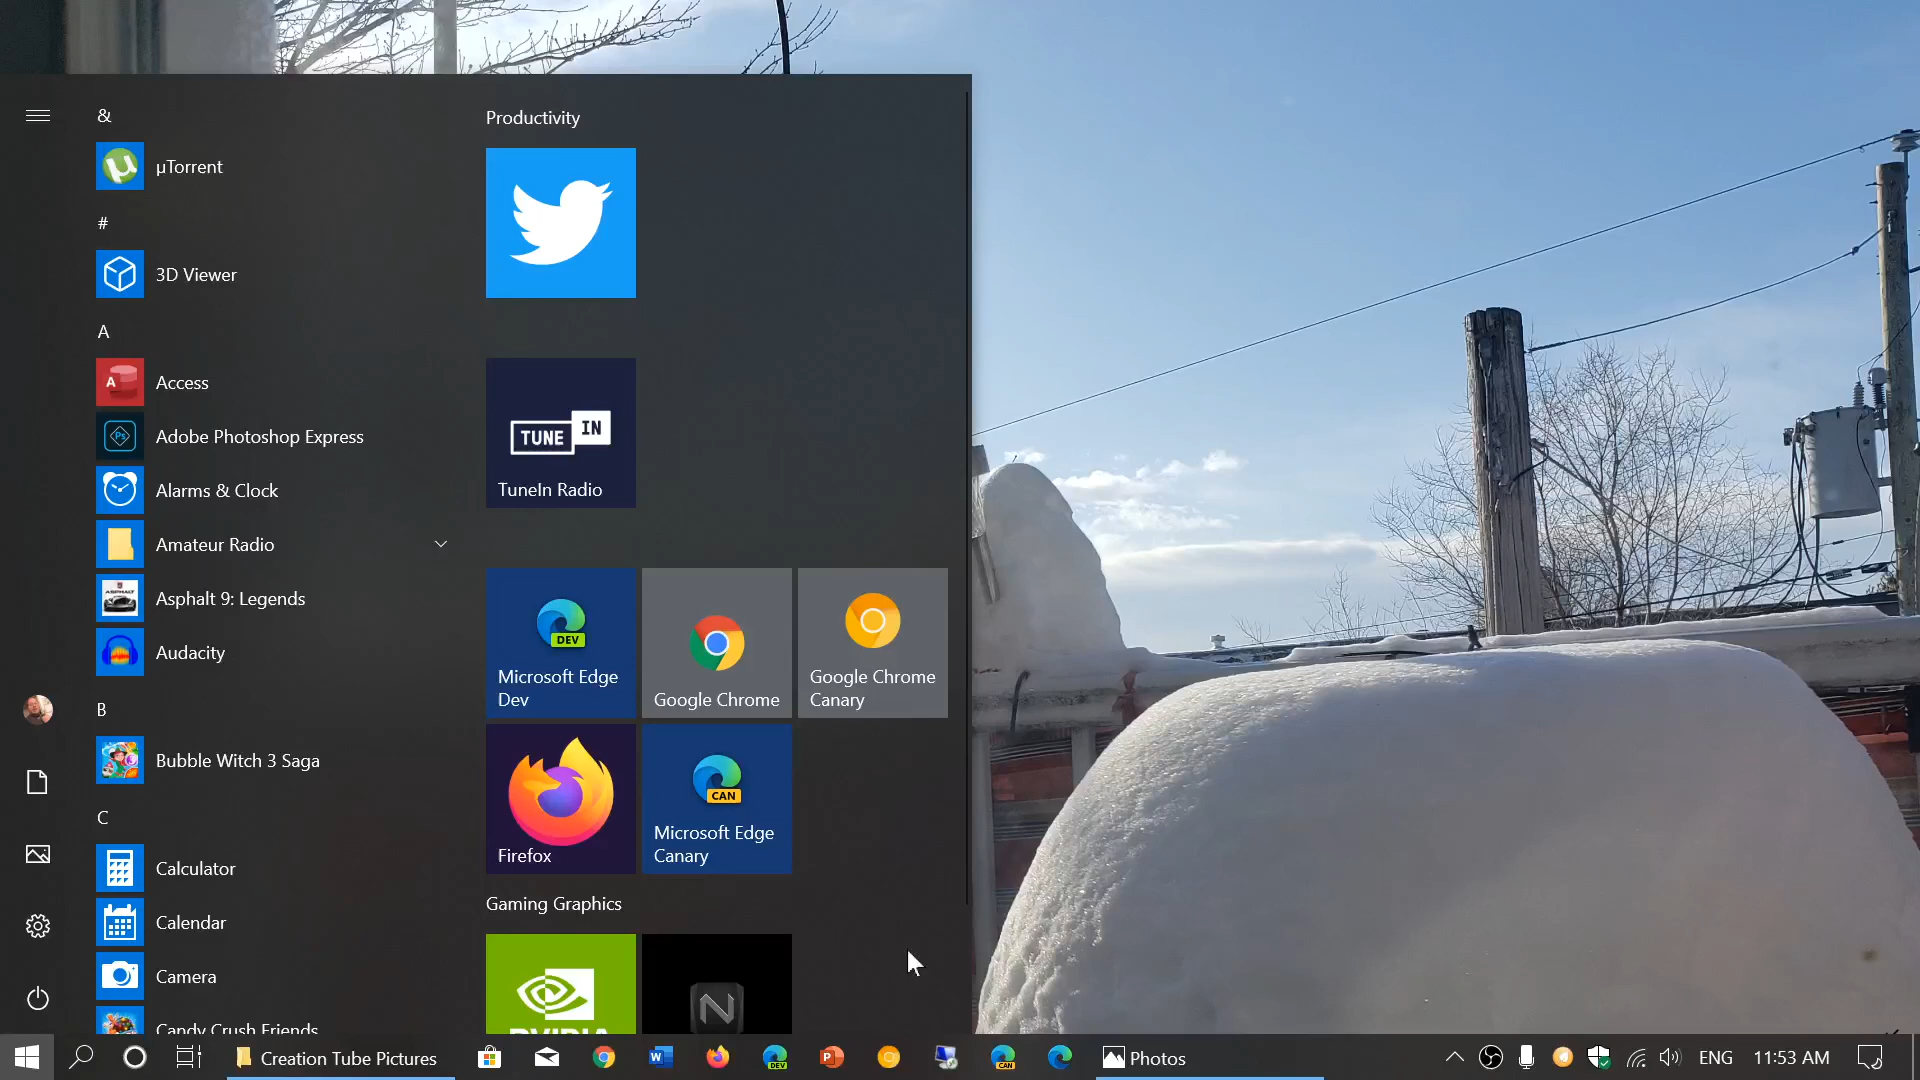 &
µTorrent
#
3D Viewer
A
Access
Adobe Photoshop Express
Alarms & Clock
Amateur Radio
Asphalt 9: Legends
Audacity
B
Bubble Witch 3 Saga
C
Calculator
Calendar
Camera
Candy Crush Friends
Productivity
TUNE IN
TuneIn Radio
DEV
Microsoft Edge
Dev
Google Chrome
Google Chrome
Canary
Firefox
CAN
Microsoft Edge
Canary
Gaming Graphics
NVIDIA
N
Creation Tube Pictures
Photos
ENG
11:53 AM